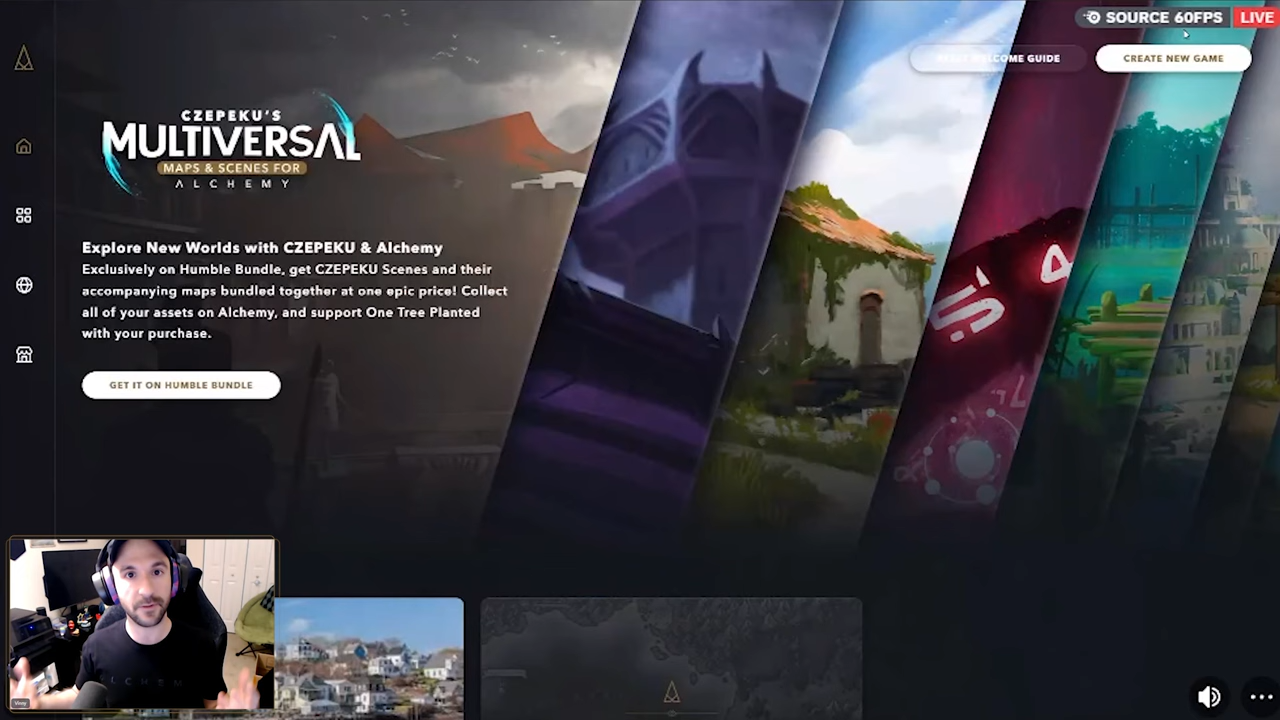 SOURCE 60FPS LIVE
WELCOME GUIDE
CREATE NEW GAME
CZEPEKU'S
MULTIVERSAL
MAPS & SCENES FOR
ALCHEMY
Explore New Worlds with CZEPEKU & Alchemy
Exclusively on Humble Bundle, get CZEPEKU Scenes and their
accompanying maps bundled together at one epic price! Collect
all of your assets on Alchemy, and support One Tree Planted
with your purchase.
GET IT ON HUMBLE BUNDLE